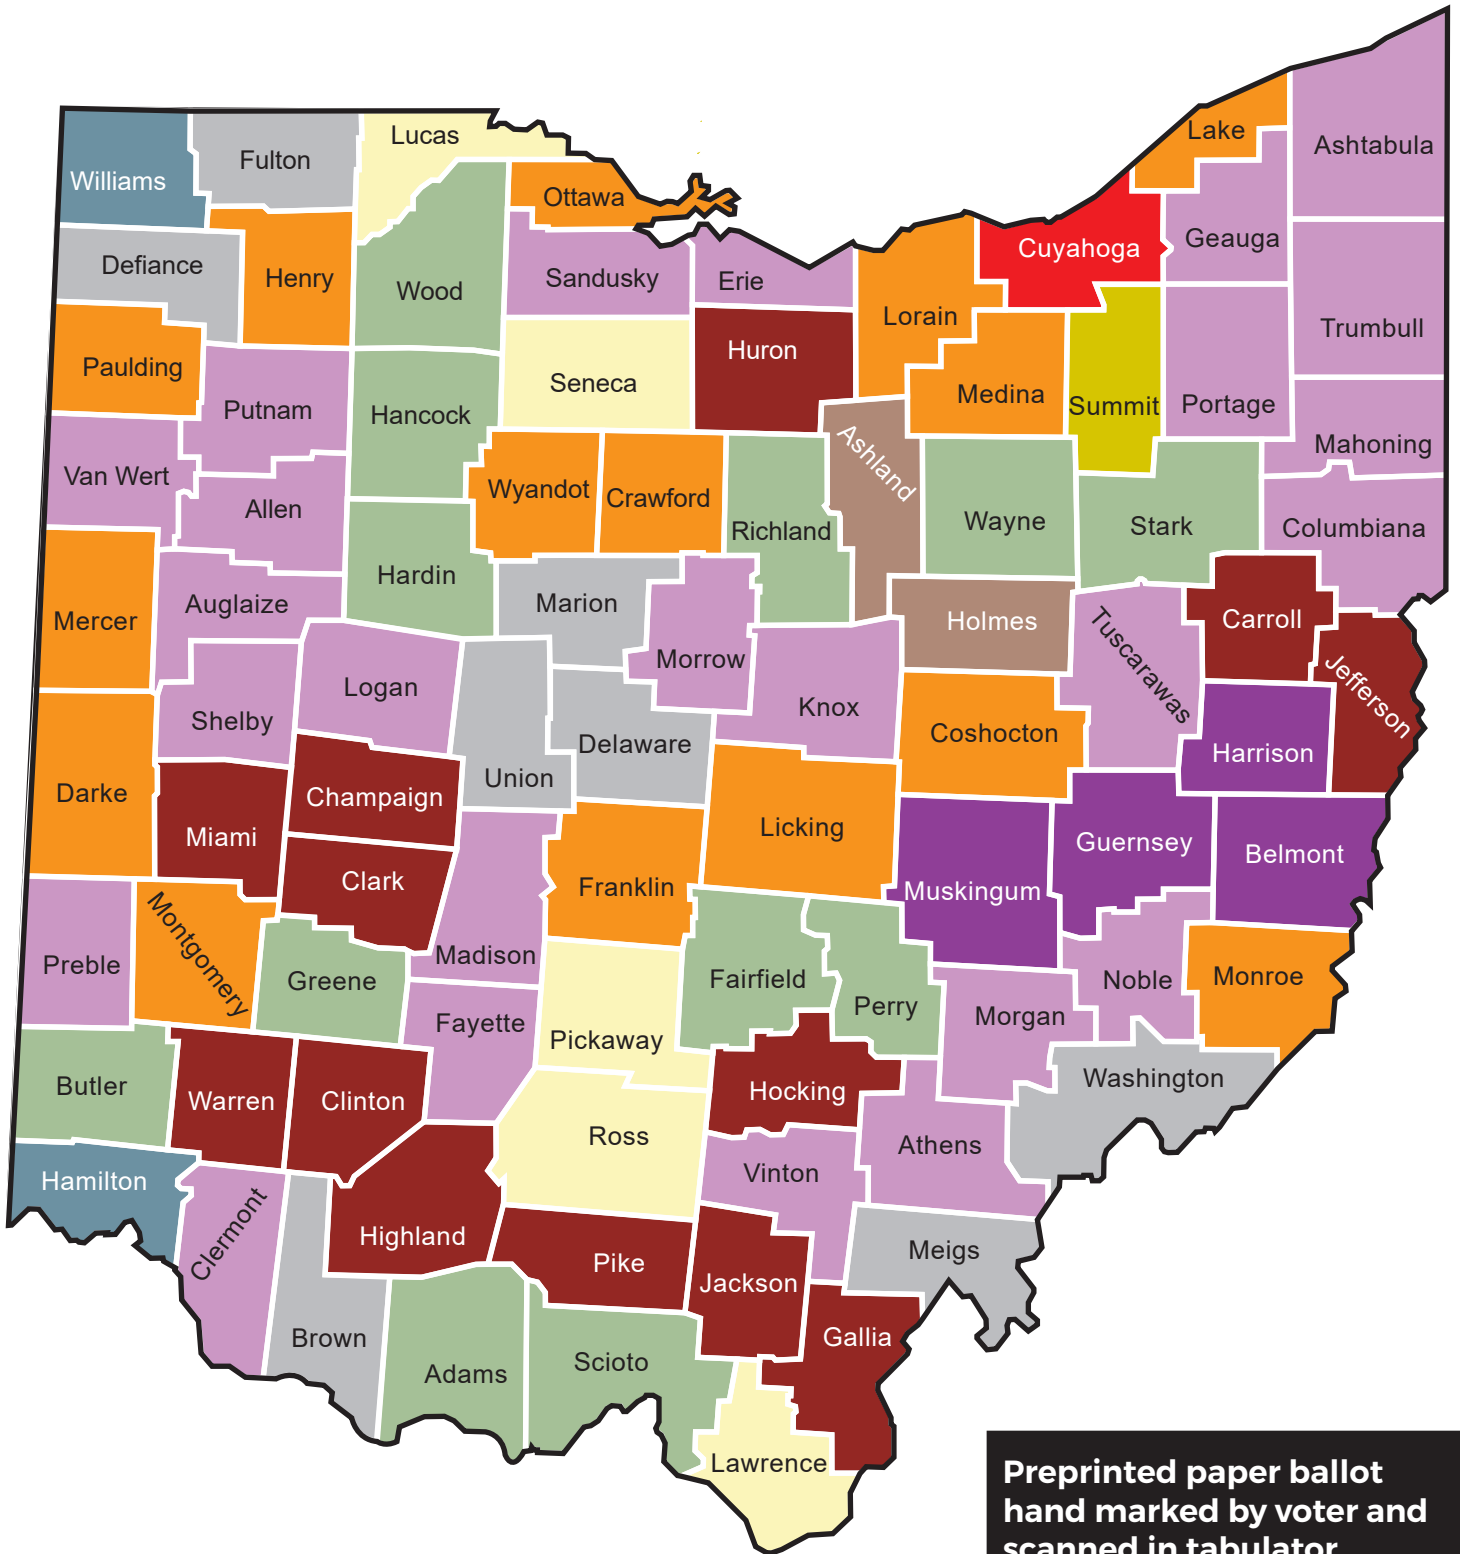 Lucas
Lake
Ashtabula
Fulton
Williams
Ottawa
Geauga
Cuyahoga
Defiance
Henry
Sandusky
Erie
Wood
Lorain
Trumbull
Huron
Paulding
Seneca
Medina
Summit
Portage
Putnam
Hancock
Mahoning
Ashland
Van Wert
Wyandot
Crawford
Allen
Richland
Wayne
Stark
Columbiana
Hardin
Marion
Auglaize
Mercer
Holmes
Carroll
Tuscarawas
Morrow
Jefferson
Logan
Knox
Shelby
Coshocton
Delaware
Harrison
Union
Darke
Champaign
Licking
Miami
Guernsey
Belmont
Clark
Franklin
Muskingum
Montgomery
Madison
Preble
Greene
Fairfield
Noble
Monroe
Perry
Fayette
Morgan
Pickaway
Butler
Washington
Warren
Clinton
Hocking
Ross
Athens
Vinton
Hamilton
Clermont
Highland
Meigs
Pike
Jackson
Brown
Gallia
Scioto
Adams
Lawrence
Preprinted paper ballot
hand marked by voter and
scanned in tabulator